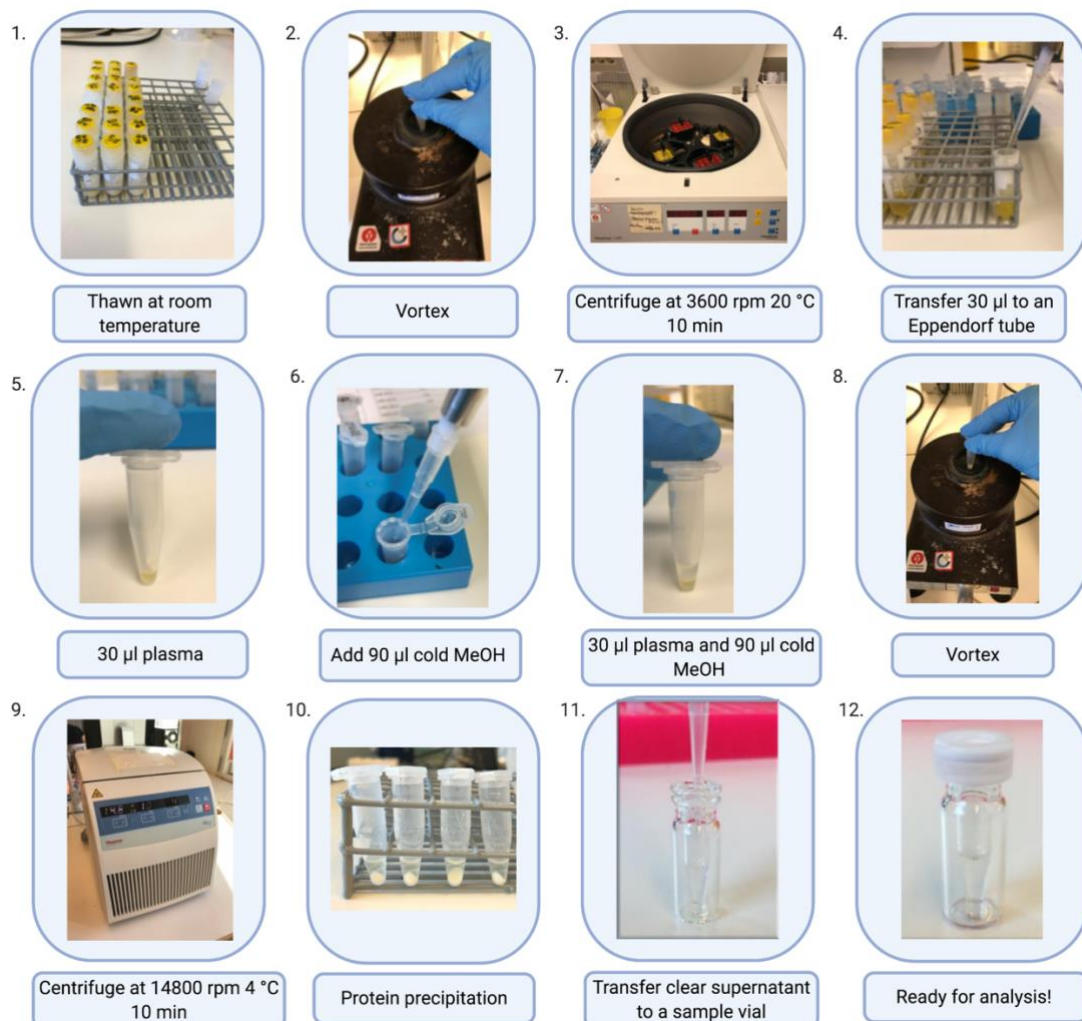 1.
2.
3.
4.
Thawn at room
temperature
Vortex
Centrifuge at 3600 rpm 20 °C
10 min
Transfer 30 µl to an
Eppendorf tube
5.
6.
7.
8.
30 µl plasma
Add 90 µl cold MeOH
30 µl plasma and 90 µl cold
MeOH
Vortex
9.
10.
11.
12.
Centrifuge at 14800 rpm 4 °C
10 min
Protein precipitation
Transfer clear supernatant
to a sample vial
Ready for analysis!